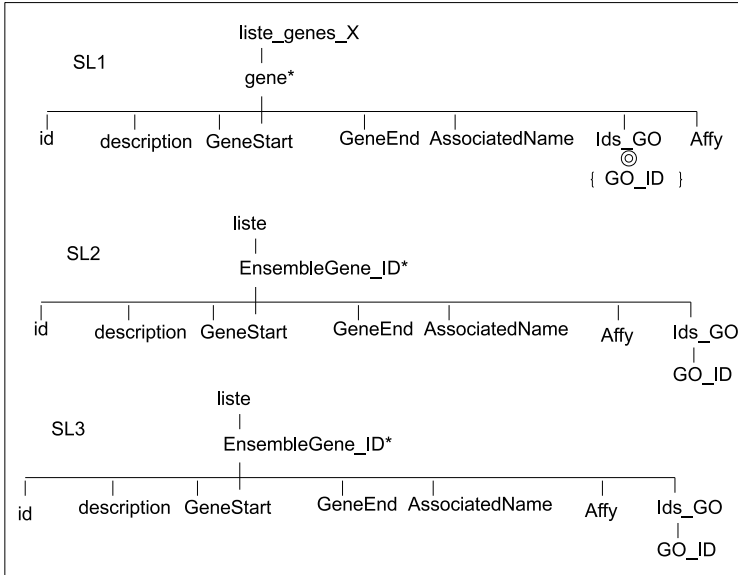 liste_genes_X
SL1
gene*
id description GeneStart GeneEnd AssociatedName Ids_GO Affy
{ GO_ID }
liste
SL2
EnsembleGene_ID*
id description GeneStart GeneEnd AssociatedName Affy Ids_GO
GO_ID
liste
SL3
EnsembleGene_ID*
id description GeneStart GeneEnd AssociatedName Affy Ids_GO
GO_ID